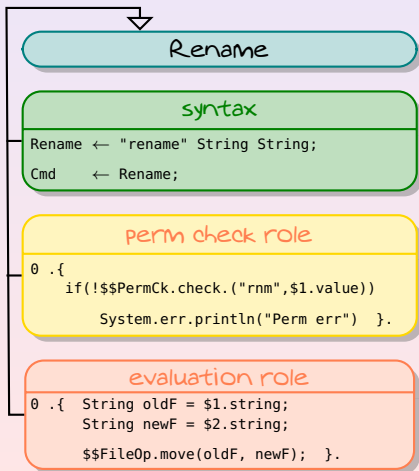 Rename
syntax
Rename ← "rename" String String;
Cmd    ← Rename;
perm check role
0 .{
if(!$$PermCk.check.("rnm",$1.value))
System.err.println("Perm err")  }.
evaluation role
0 .{  String oldF = $1.string;
String newF = $2.string;
$$FileOp.move(oldF, newF);  }.